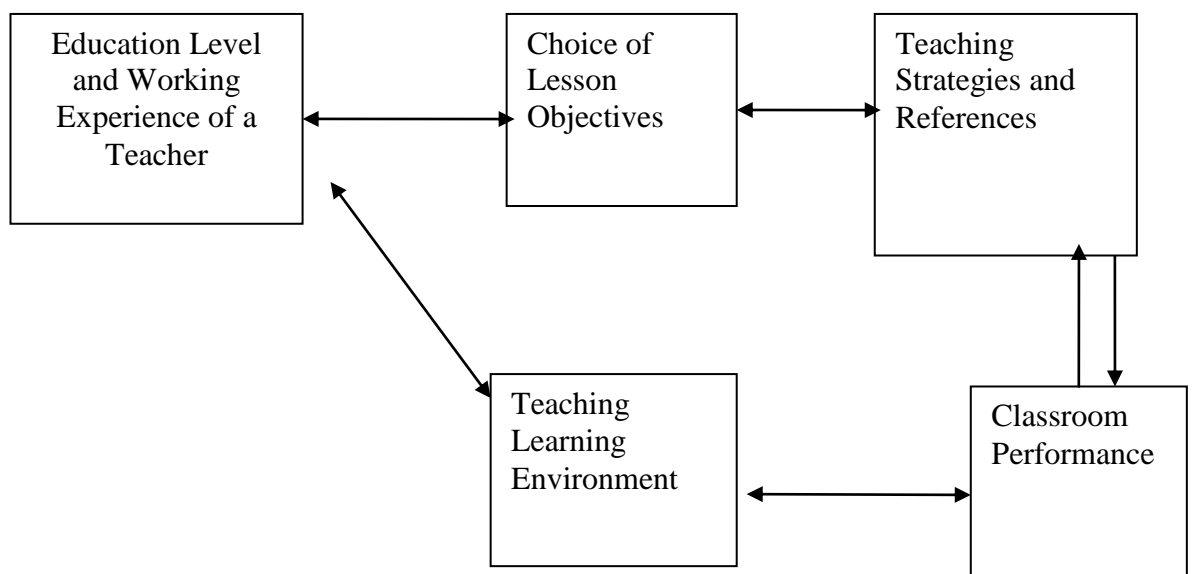 Education Level
and Working
Experience of a
Teacher
Choice of
Lesson
Objectives
Teaching
Strategies and
References
Teaching
Learning
Environment
Classroom
Performance